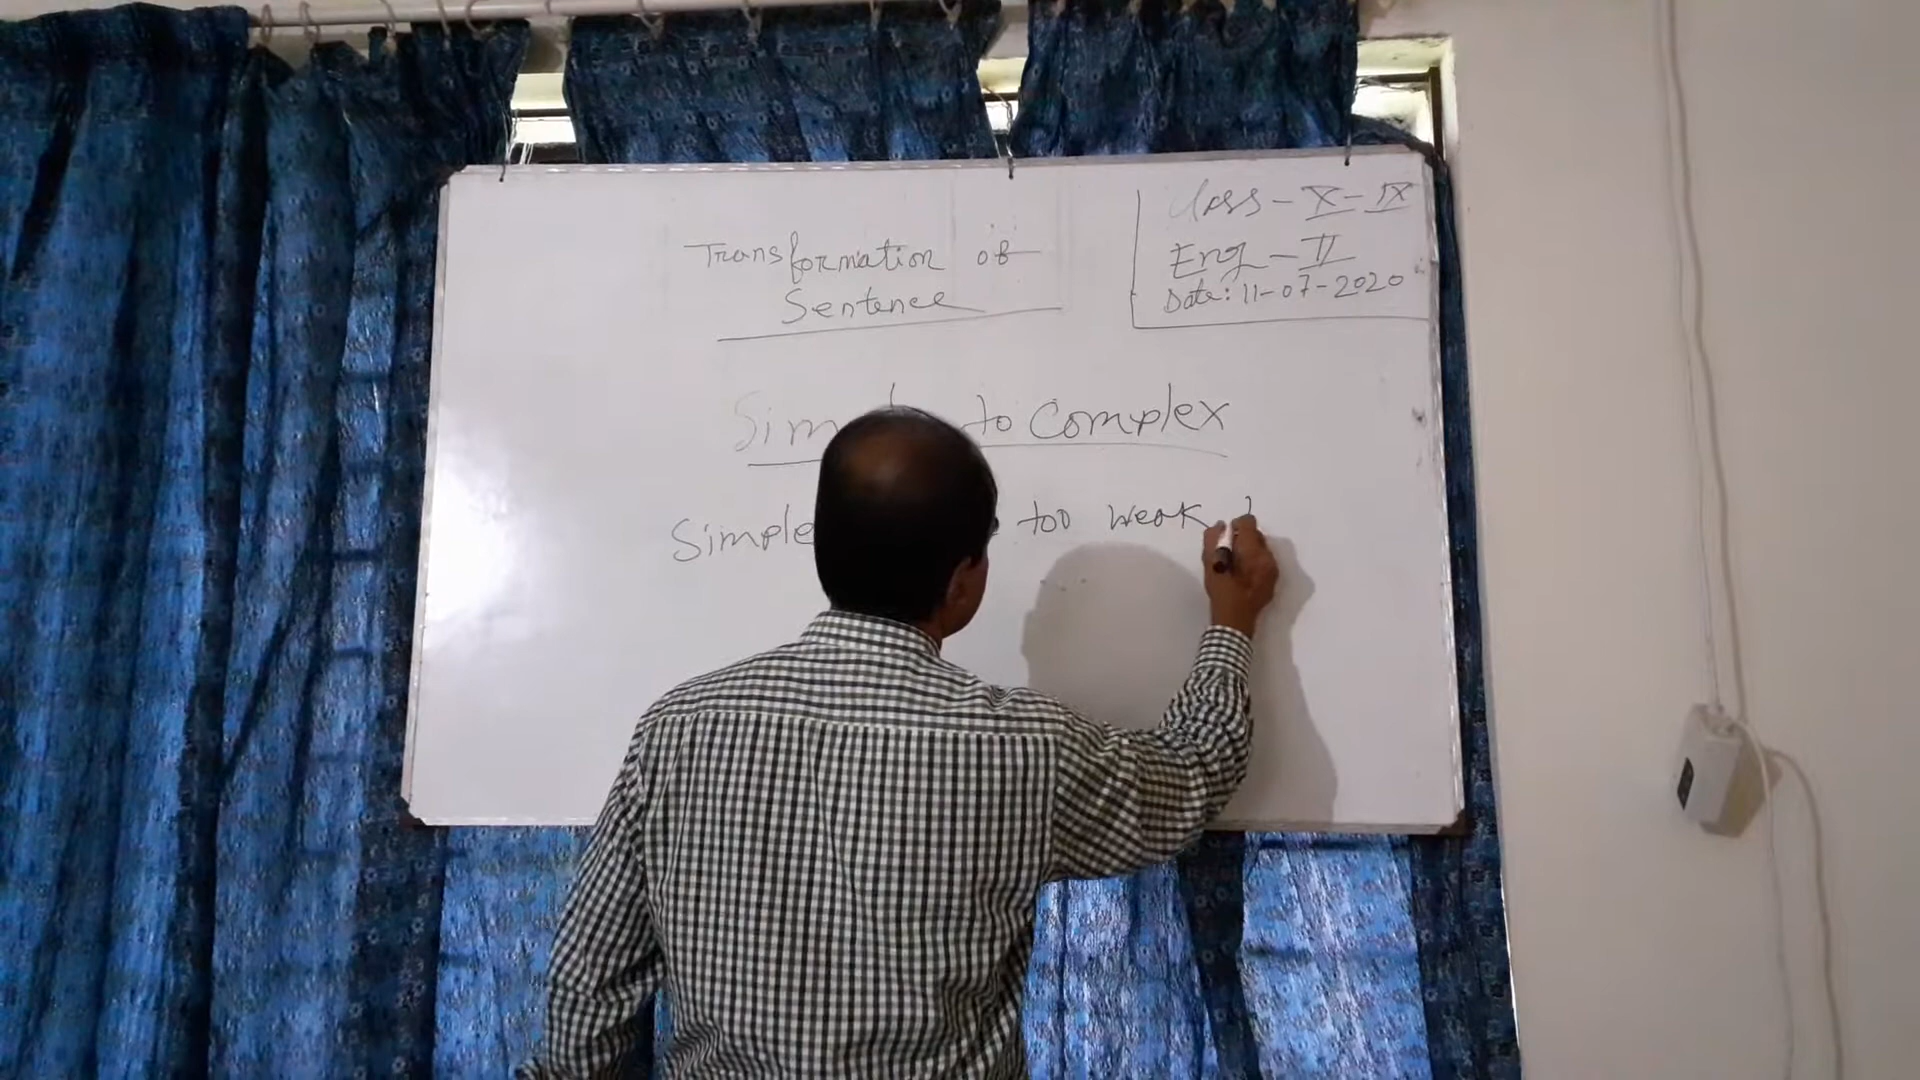 Transformation of
Sentence
Class - X - IX
Eng - II
Date: 11-07-2020
to Complex
Simple too weak